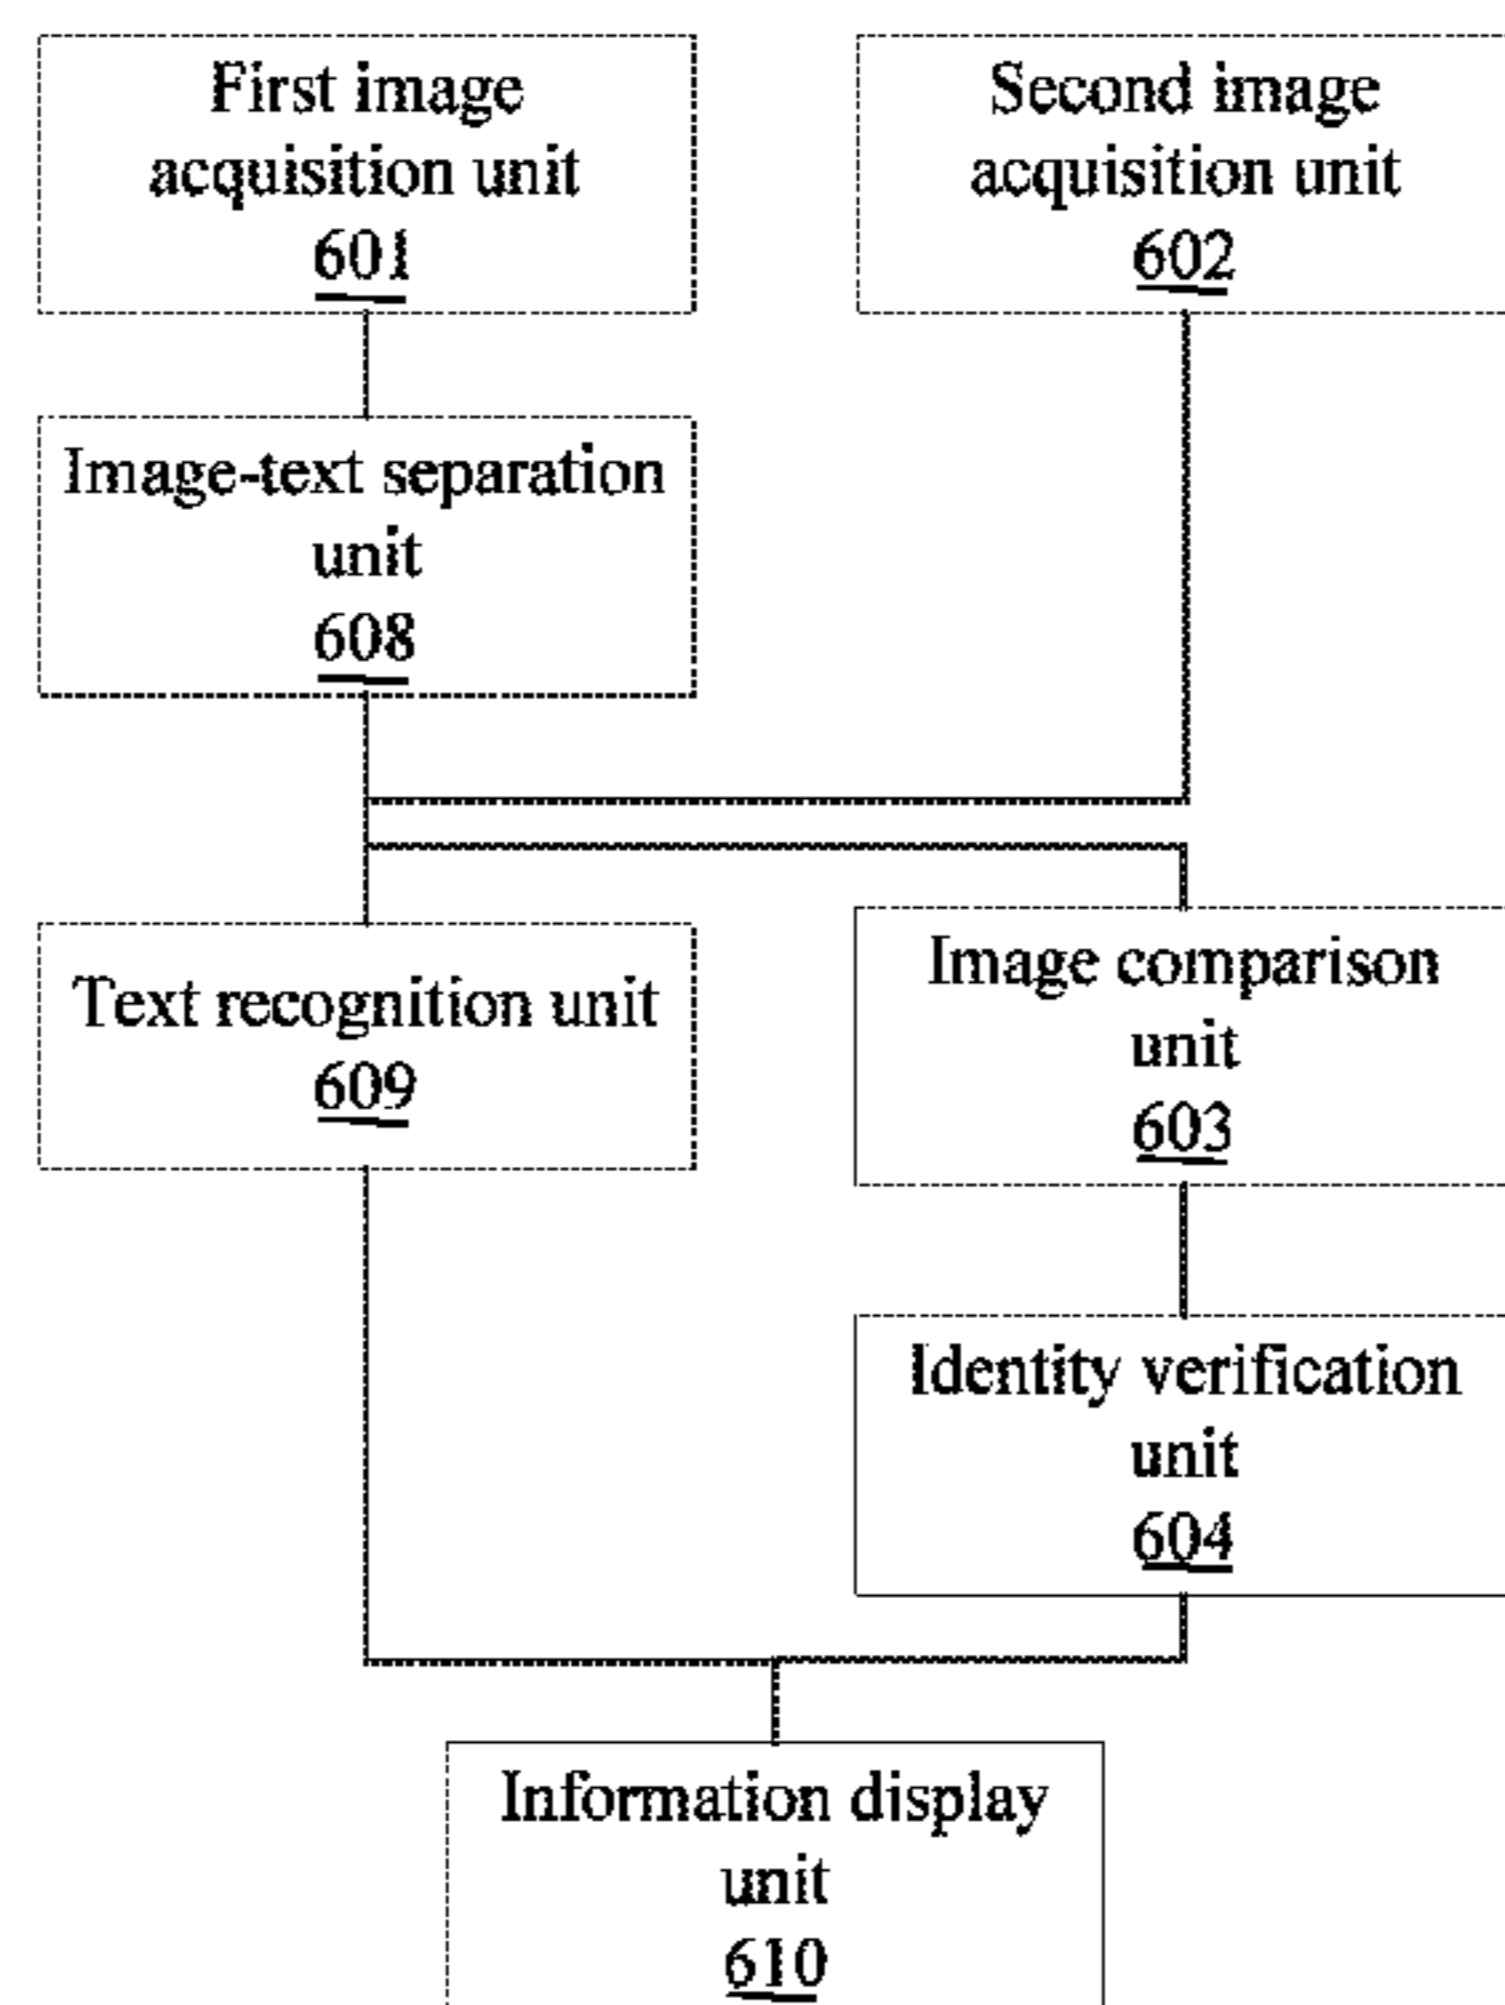 First image
acquisition unit
601
Second image
acquisition unit
602
Image-text separation
unit
608
Text recognition unit
609
Image comparison
unit
603
Identity verification
unit
604
Information display
unit
610